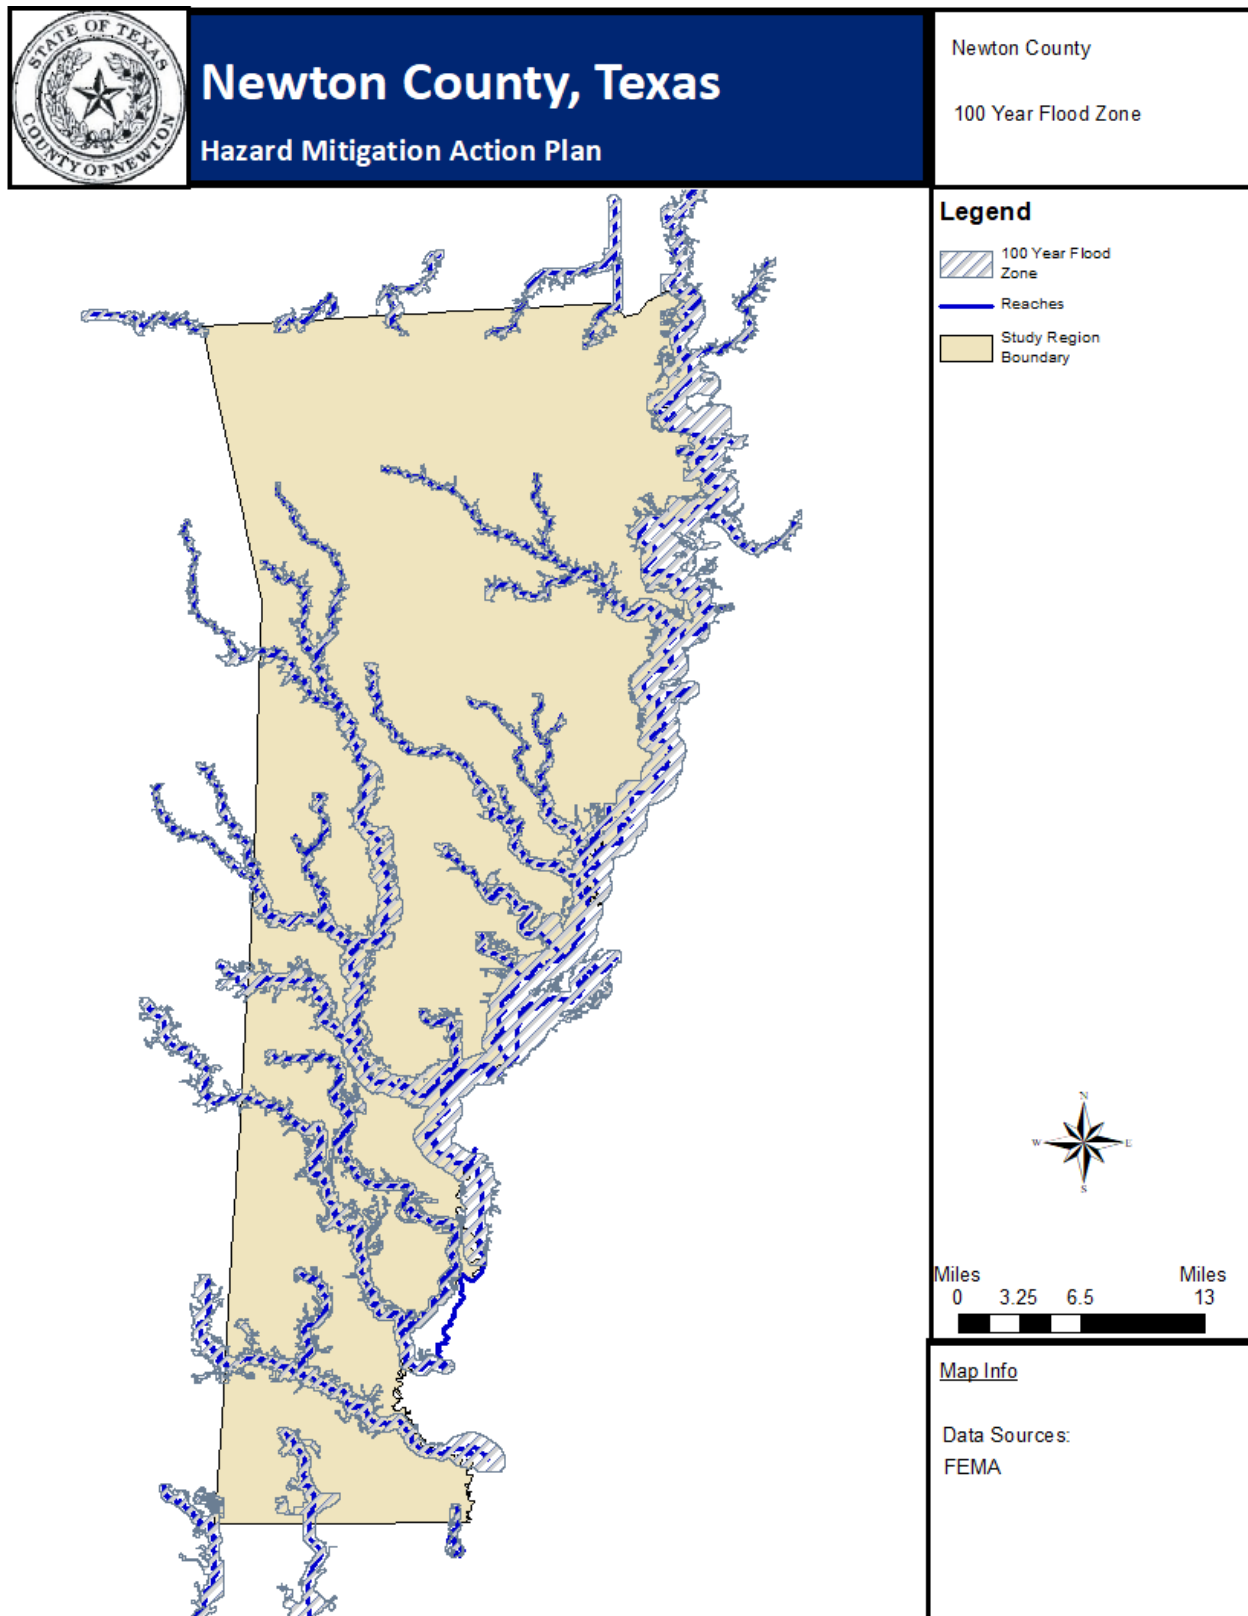 STATE OF TEXAS
COUNTY OF NEWTON
Newton County, Texas
Hazard Mitigation Action Plan
Newton County
100 Year Flood Zone
Legend
100 Year Flood
Zone
Reaches
Study Region
Boundary
N
W E
S
Miles Miles
0 3.25 6.5 13
Map Info
Data Sources:
FEMA